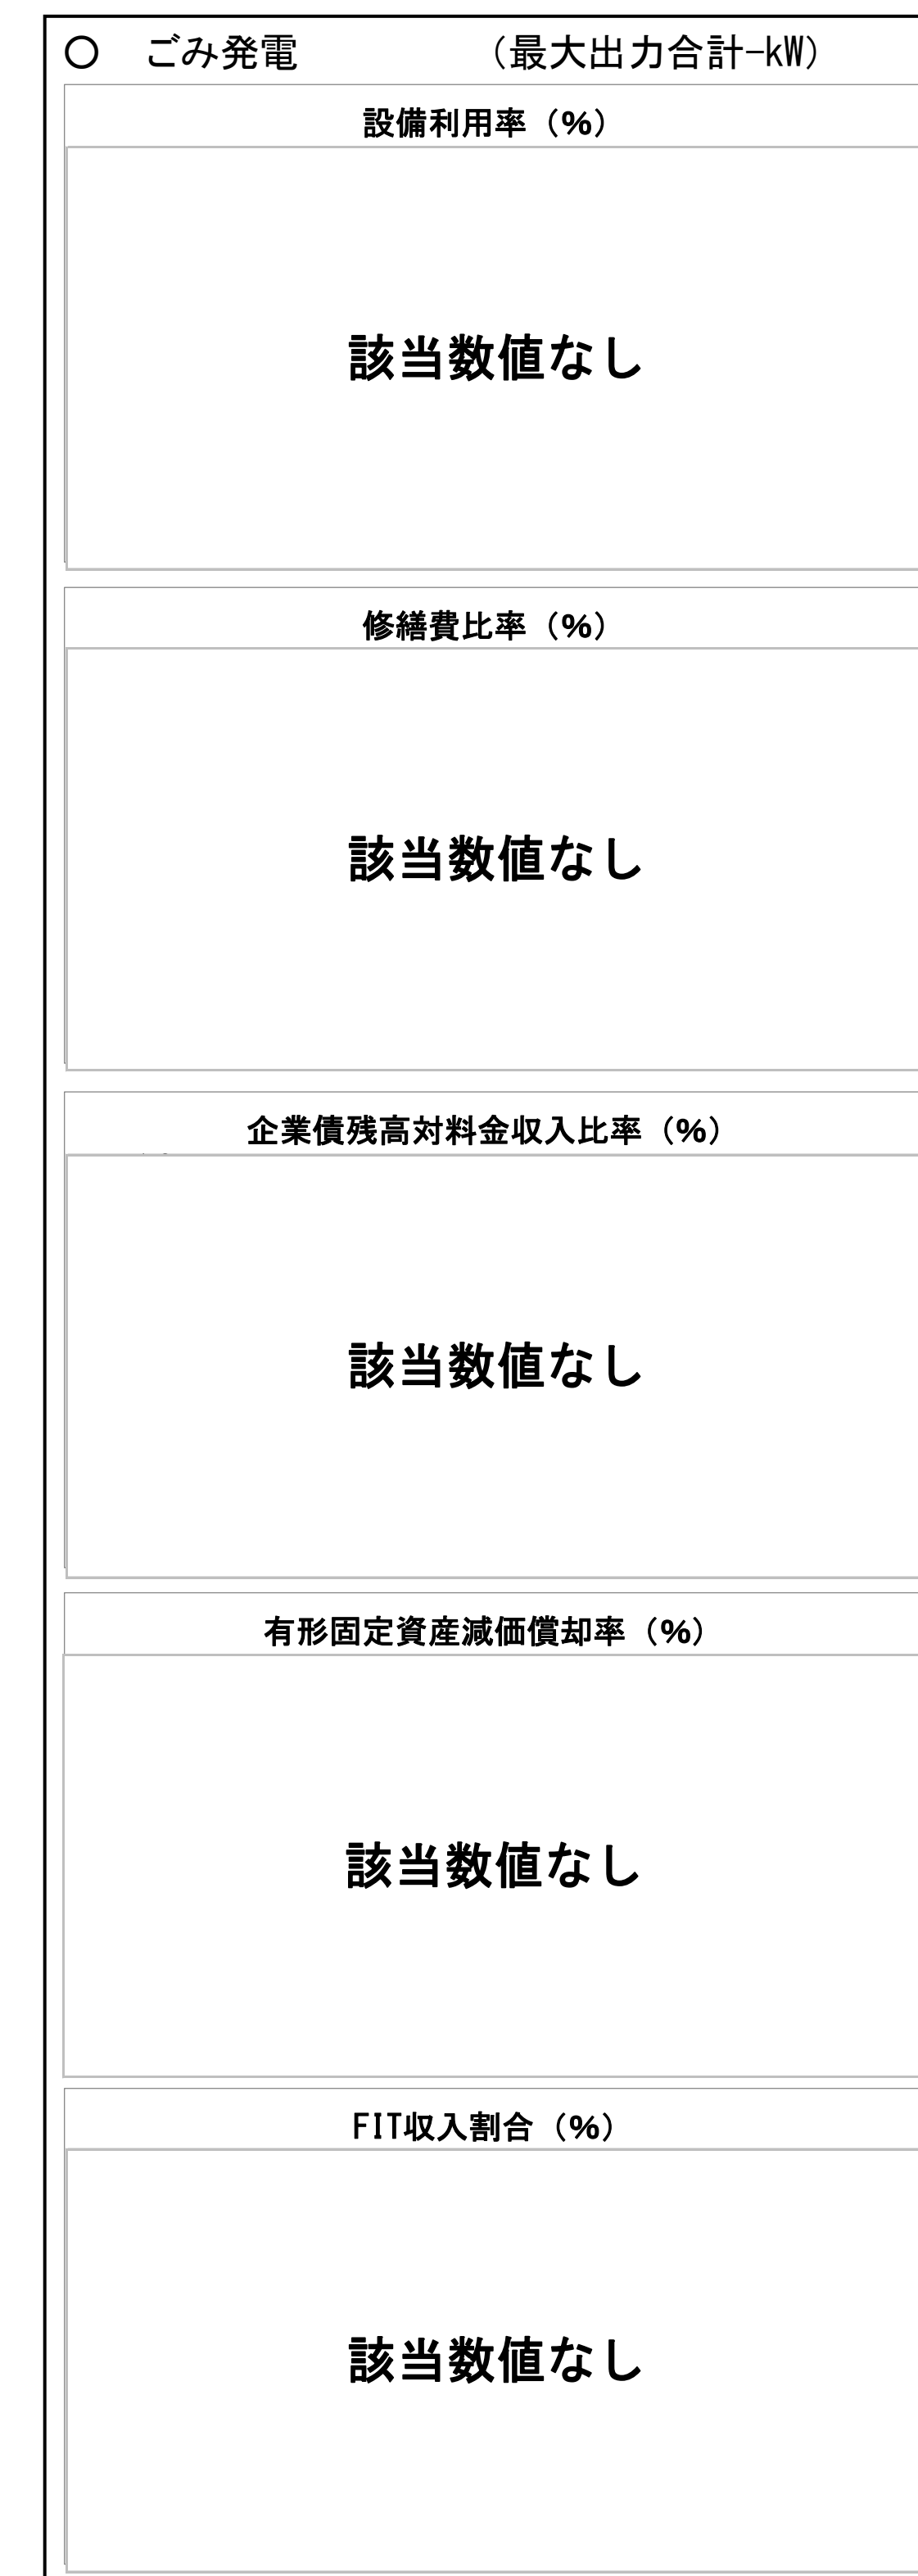 ○　ごみ発電　　　　　（最大出力合計-kW）
設備利用率（％）
該当数値なし
修繕費比率（％）
該当数値なし
企業債残高対料金収入比率（％）
該当数値なし
有形固定資産減価償却率（％）
該当数値なし
FIT収入割合（％）
該当数値なし